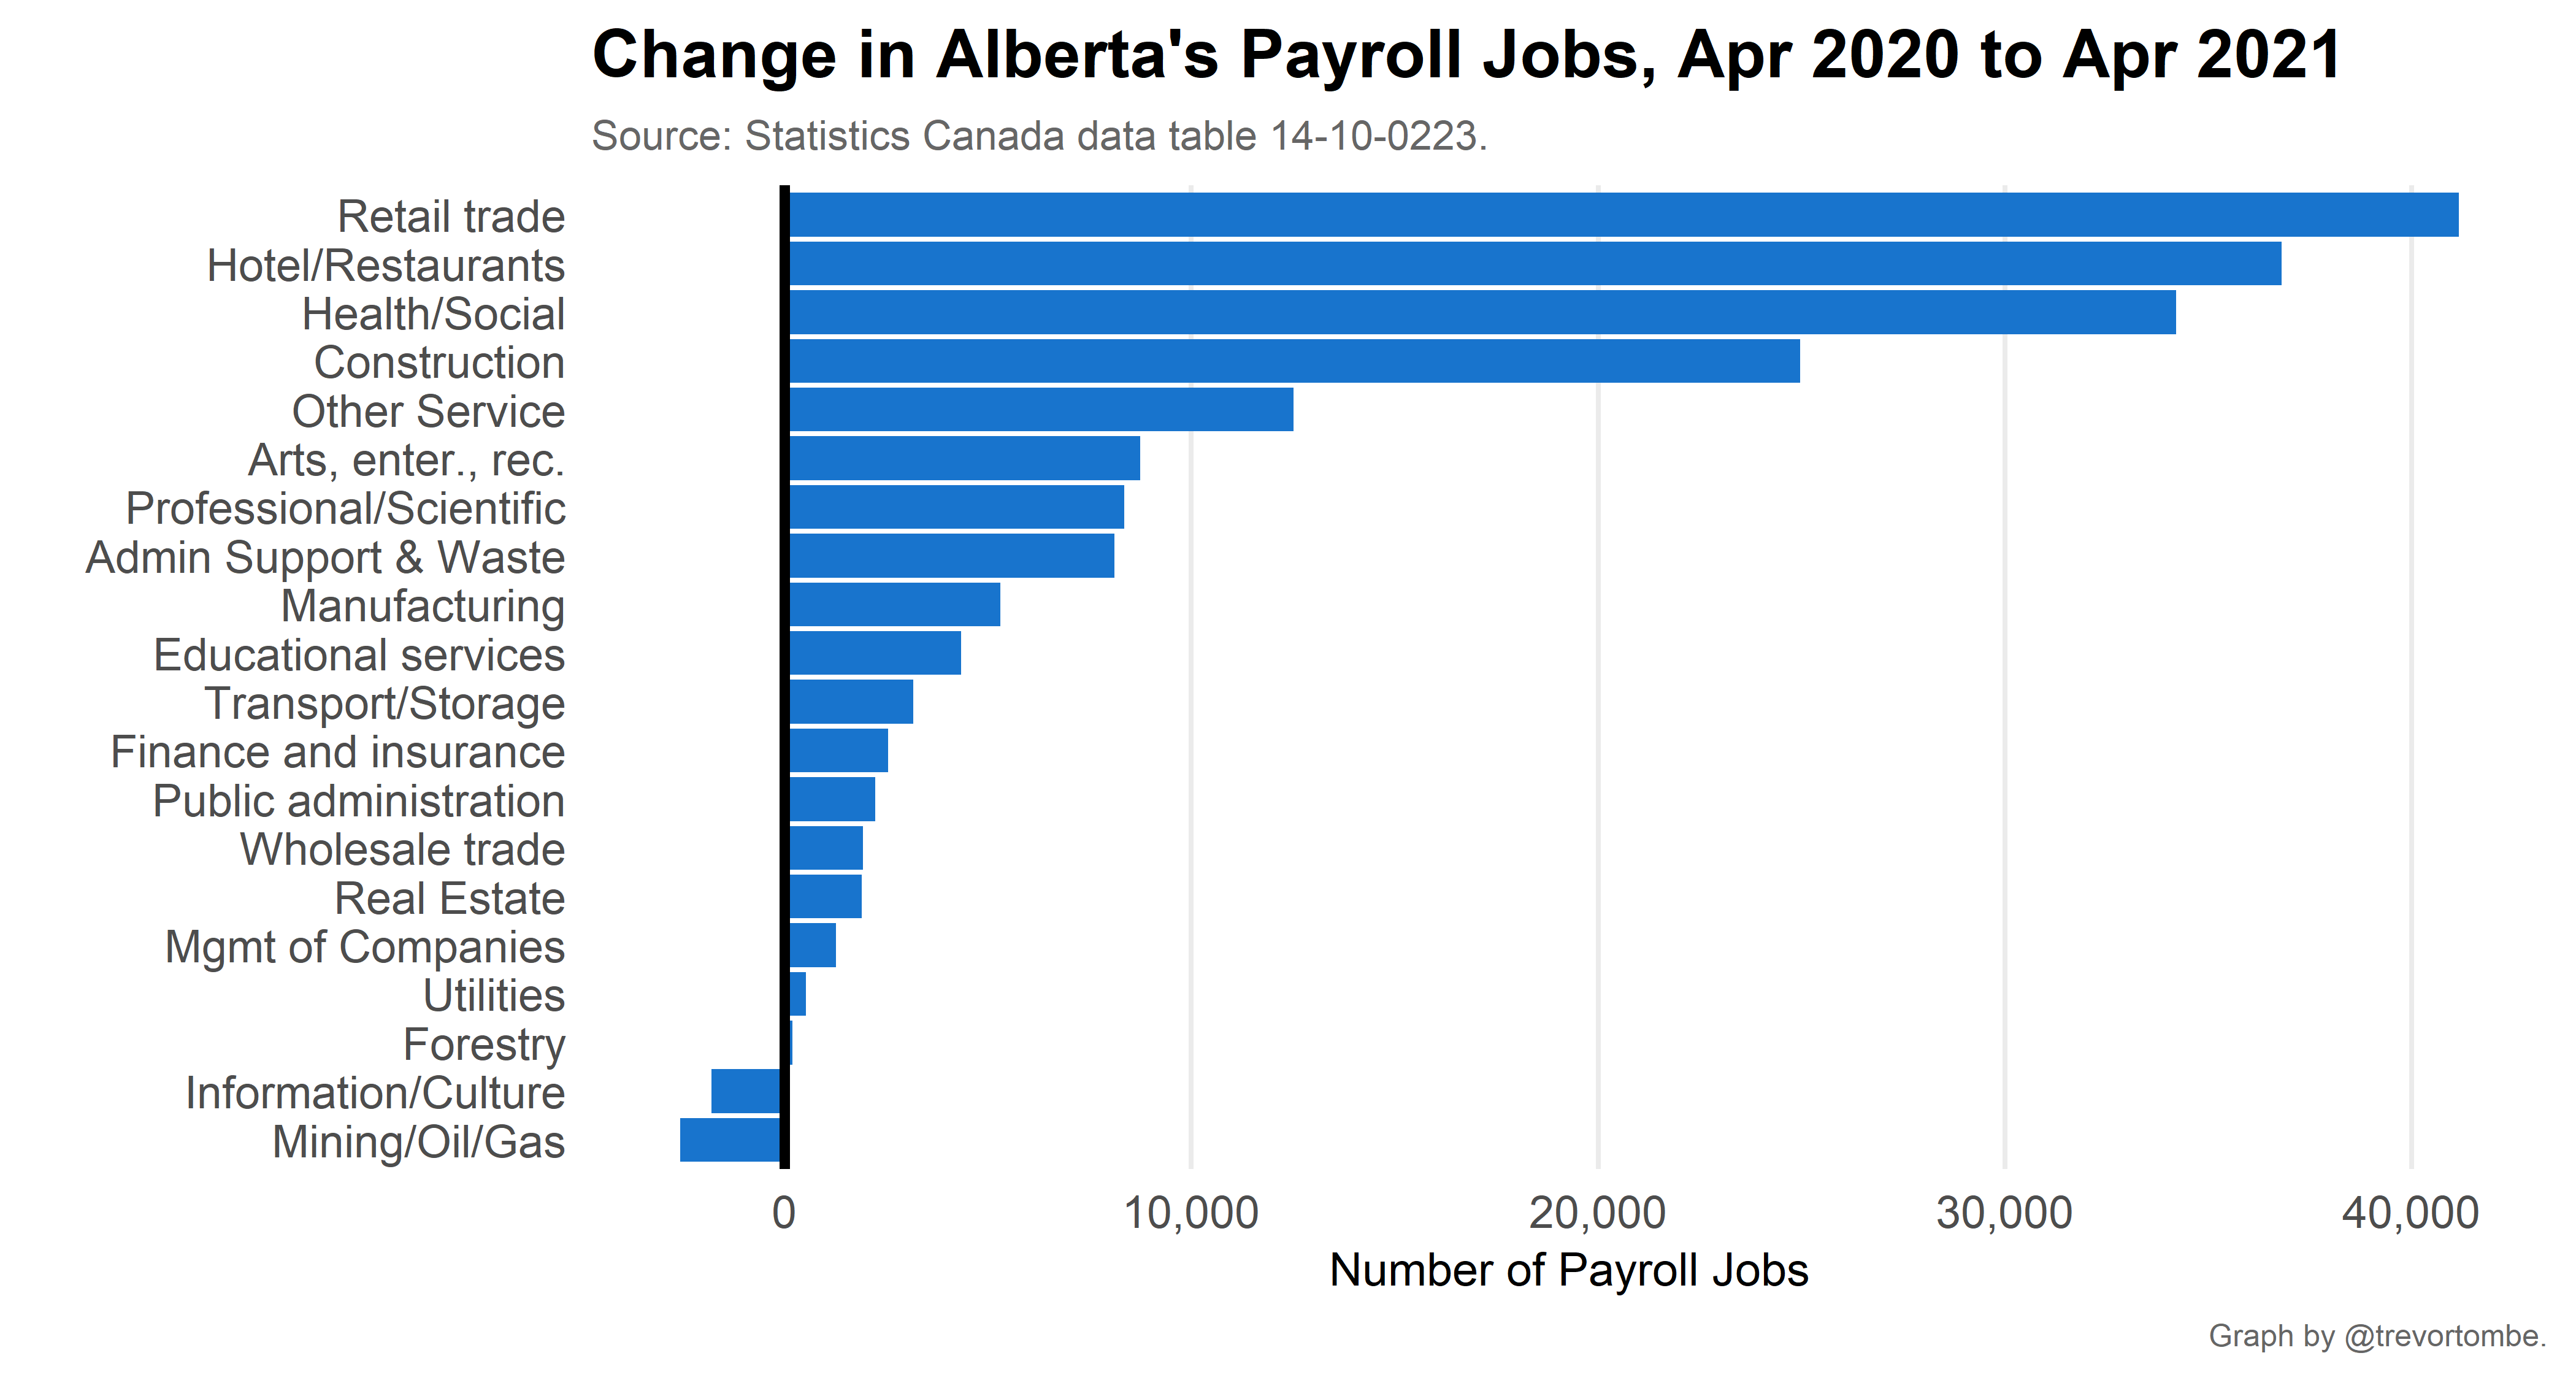 Change in Alberta's Payroll Jobs, Apr 2020 to Apr 2021
Source: Statistics Canada data table 14-10-0223.
Retail trade
Hotel/Restaurants
Health/Social
Construction
Other Service
Arts, enter., rec.
Professional/Scientific
Admin Support & Waste
Manufacturing
Educational services
Transport/Storage
Finance and insurance
Public administration
Wholesale trade
Real Estate
Mgmt of Companies
Utilities
Forestry
Information/Culture
Mining/Oil/Gas
0 10,000 20,000 30,000 40,000
Number of Payroll Jobs
Graph by @trevortombe.